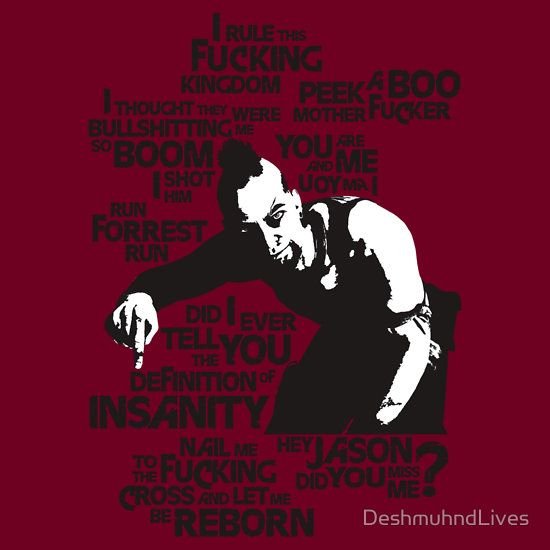 I RULE THIS
FUCKING
KINGDOM
PEEK A BOO
MOTHER FUCKER
I THOUGHT THEY WERE
BULLSHITTING ME
SO BOOM
I SHOT
HIM
YOU ARE
AND ME
UOY MA I
RUN
FORREST
RUN
DID I EVER
TELL YOU
THE
DEFINITION OF
INSANITY
NAIL ME
TO THE FUCKING
CROSS AND LET ME
BE REBORN
HEY JASON
DID YOU MISS
ME?
DeshmuhndLives